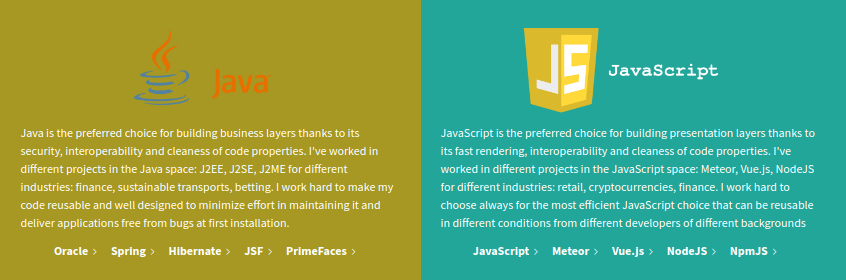 Java
Java is the preferred choice for building business layers thanks to its
security, interoperability and cleaness of code properties. I've worked in
different projects in the Java space: J2EE, J2SE, J2ME for different
industries: finance, sustainable transports, betting. I work hard to make my
code reusable and well designed to minimize effort in maintaining it and
deliver applications free from bugs at first installation.
Oracle > Spring > Hibernate > JSF > PrimeFaces >
JS
JavaScript
JavaScript is the preferred choice for building presentation layers thanks to
its fast rendering, interoperability and cleaness of code properties. I've
worked in different projects in the JavaScript space: Meteor, Vue.js, NodeJS
for different industries: retail, cryptocurrencies, finance. I work hard to
choose always for the most efficient JavaScript choice that can be reusable
in different conditions from different developers of different backgrounds
JavaScript > Meteor > Vue.js > NodeJS > NpmJS >